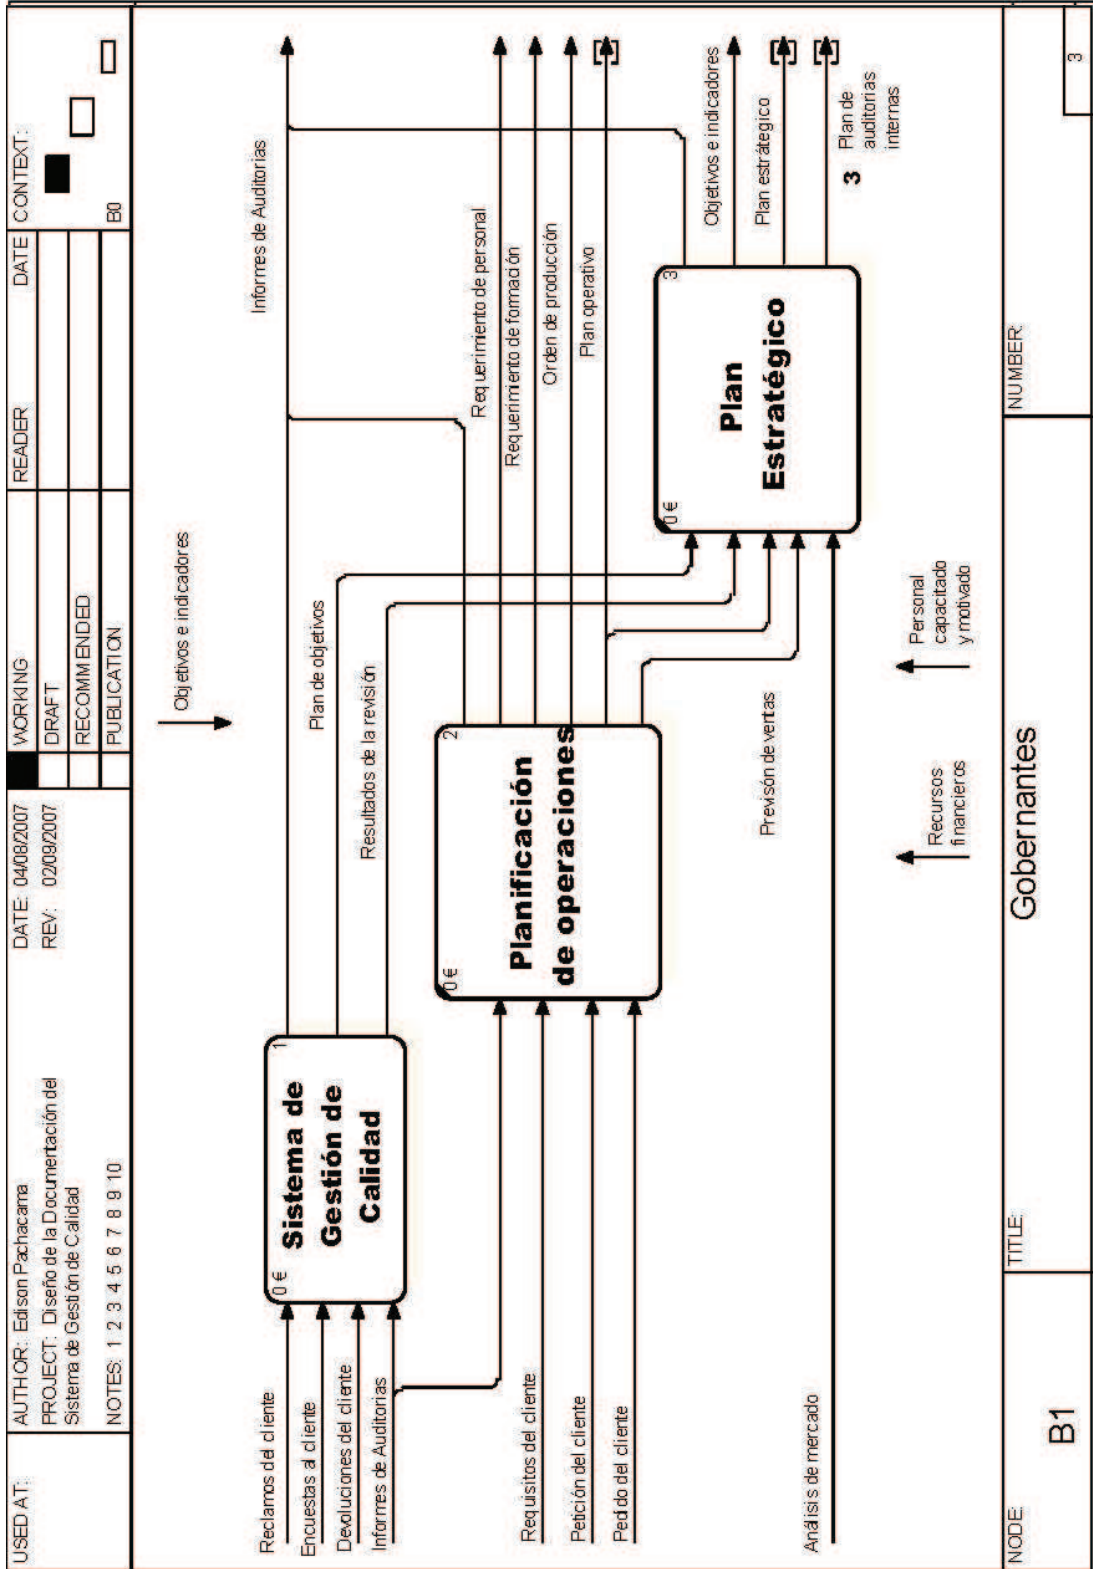 USED AT:
AUTHOR: Edison Pachacama
PROJECT: Diseño de la Documentación del
Sistema de Gestión de Calidad
NOTES: 1 2 3 4 5 6 7 8 9 10
DATE: 04/08/2007
REV: 02/09/2007
WORKING
DRAFT
RECOMMENDED
PUBLICATION
READER
DATE
CONTEXT:
B0
Objetivos e indicadores
Informes de Auditorias
Reclamos del cliente
Encuestas al cliente
Devoluciones del cliente
Informes de Auditorias
0 €
1
Sistema de
Gestión de
Calidad
Plan de objetivos
Resultados de la revisión
Requisitos del cliente
Petición del cliente
Pedido del cliente
0 €
2
Planificación
de operaciones
Requerimiento de personal
Requerimiento de formación
Orden de producción
Plan operativo
Previsón de vertas
Análisis de mercado
0 €
3
Plan
Estratégico
Objetivos e indicadores
Plan estrátegico
3
Plan de
auditorias
internas
Recursos
financieros
Personal
capacitado
y motivado
NODE:
B1
TITLE:
Gobernantes
NUMBER:
3